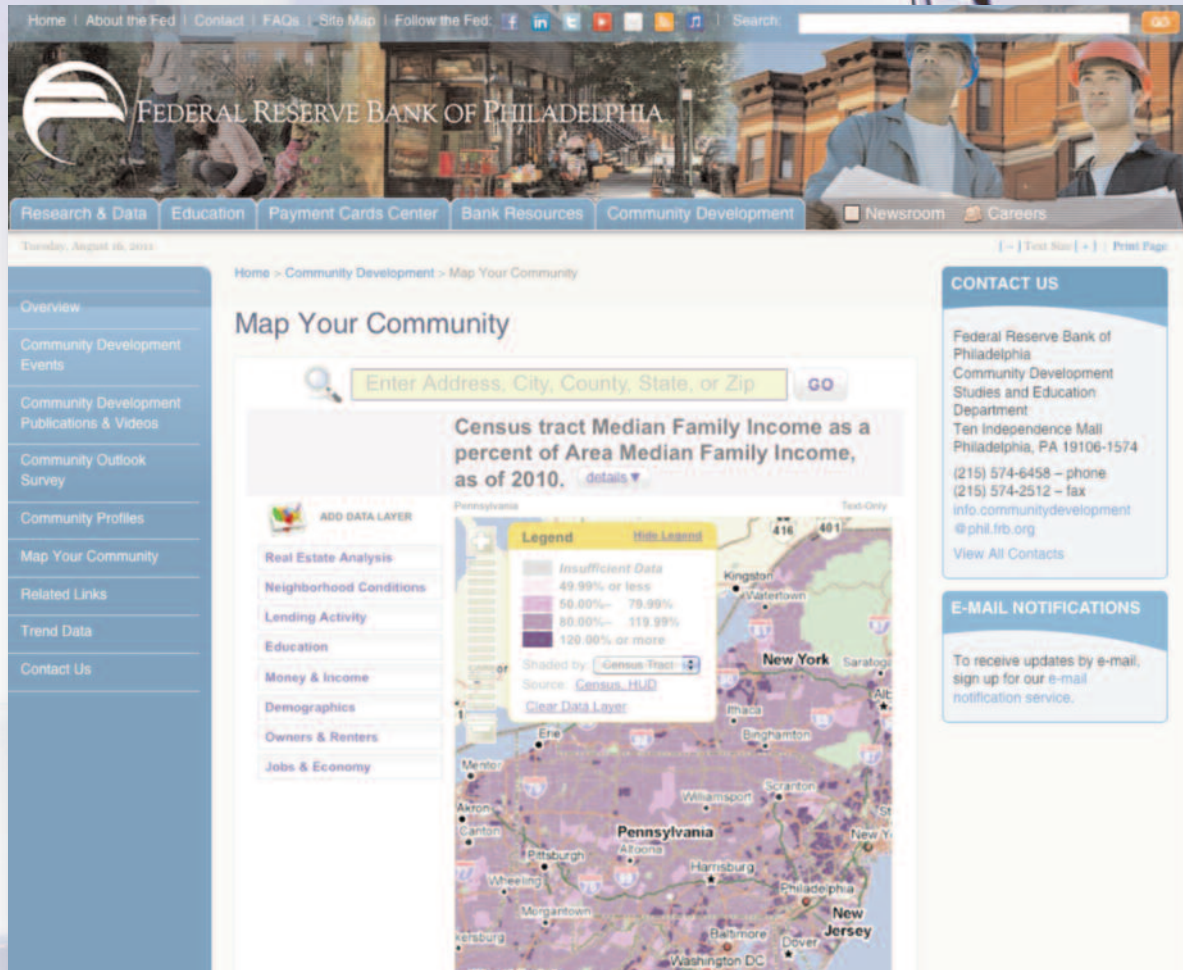 Home | About the Fed | Contact | FAQs | Site Map | Follow the Fed: | Search: GO
FEDERAL RESERVE BANK OF PHILADELPHIA
Research & Data Education Payment Cards Center Bank Resources Community Development Newsroom Careers
Tuesday, August 16, 2011
[ - ] Text Size [ + ] | Print Page
Home > Community Development > Map Your Community
Overview
Community Development
Events
Community Development
Publications & Videos
Community Outlook
Survey
Community Profiles
Map Your Community
Related Links
Trend Data
Contact Us
Map Your Community
Enter Address, City, County, State, or Zip GO
Census tract Median Family Income as a
percent of Area Median Family Income,
as of 2010. details ▼
ADD DATA LAYER
Real Estate Analysis
Neighborhood Conditions
Lending Activity
Education
Money & Income
Demographics
Owners & Renters
Jobs & Economy
Pennsylvania Text-Only
Legend Hide Legend
Insufficient Data
49.99% or less
50.00%– 79.99%
80.00%– 119.99%
120.00% or more
Shaded by: Census Tract
Source: Census, HUD
Clear Data Layer
416 401
Kingston
Watertown
New York Saratoga
Alb
Ithaca
Binghamton
Erie
Mentor
Scranton
Williamsport
Akron
Canton
Pennsylvania
New Y
Altoona
Pittsburgh
Harrisburg
Wheeling
Philadelphia
Morgantown
New
Jersey
kersburg
Baltimore
Dover
Washington DC
CONTACT US
Federal Reserve Bank of
Philadelphia
Community Development
Studies and Education
Department
Ten Independence Mall
Philadelphia, PA 19106-1574
(215) 574-6458 – phone
(215) 574-2512 – fax
info.communitydevelopment
@phil.frb.org
View All Contacts
E-MAIL NOTIFICATIONS
To receive updates by e-mail,
sign up for our e-mail
notification service.